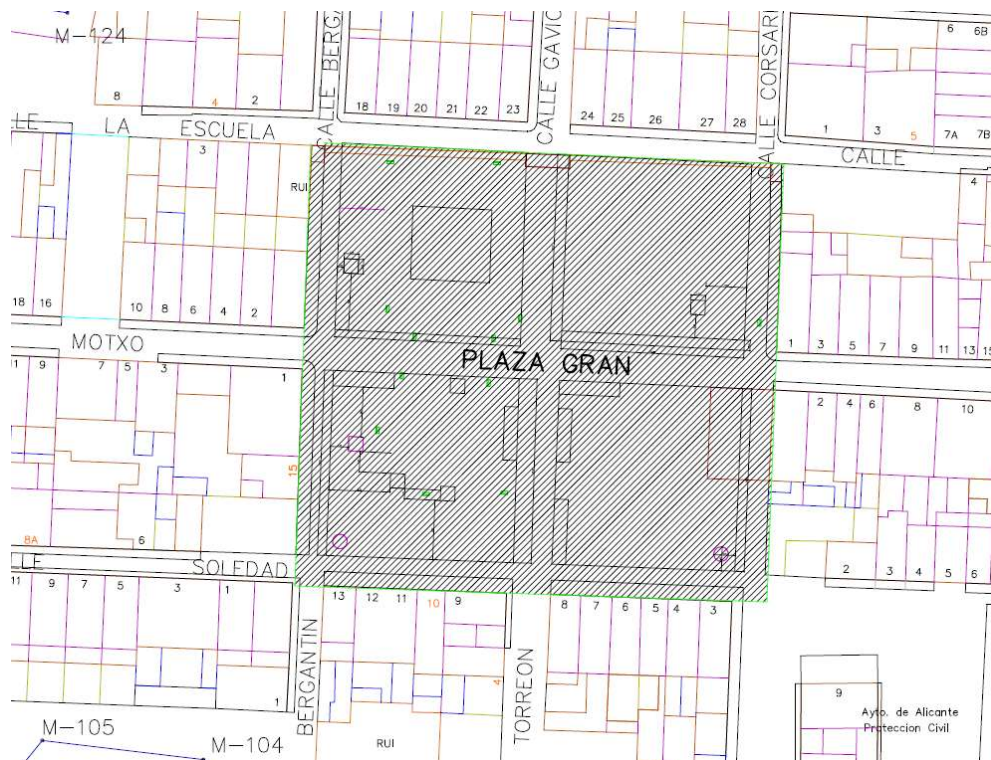 M-124
CALLE BERGA
CALLE GAVIO
CALLE CORSARI
6 6B
8 4 2
18 19 20 21 22 23
24 25 26 27 28
1 3 5 7A 7B
LLE LA ESCUELA
CALLE
3
RUI
4
18 16
10 8 6 4 2
MOTXO
1 3 5 7 9 11 13 15
PLAZA GRAN
11 9 7 5 3 1
2 4 6 8 10
15
8A 6
LLE SOLEDAD
2 3 4 5 6
11 9 7 5 3 1
13 12 11 10 9
8 7 6 5 4 3
BERGANTIN
TORREON
4
1
9
Ayto. de Alicante
Proteccion Civil
M-105
M-104
RUI